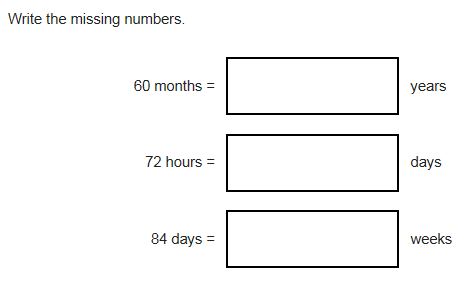 Write the missing numbers.
60 months = years
72 hours = days
84 days = weeks